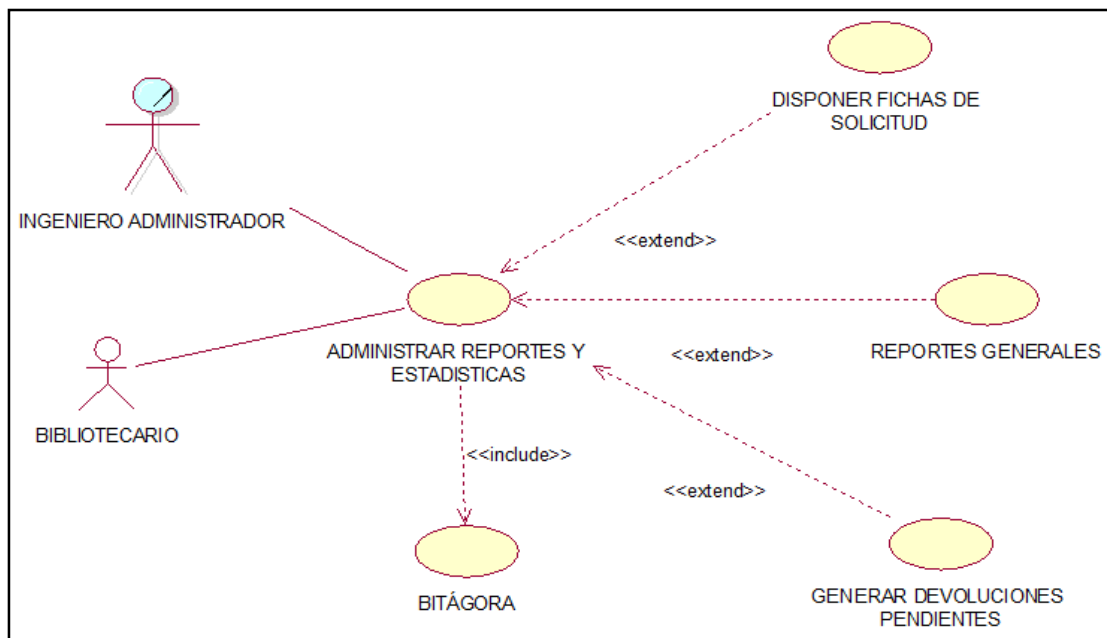 DISPONER FICHAS DE
SOLICITUD
INGENIERO ADMINISTRADOR
<<extend>>
ADMINISTRAR REPORTES Y
ESTADISTICAS
<<extend>>
REPORTES GENERALES
BIBLIOTECARIO
<<include>>
<<extend>>
BITÁGORA
GENERAR DEVOLUCIONES
PENDIENTES